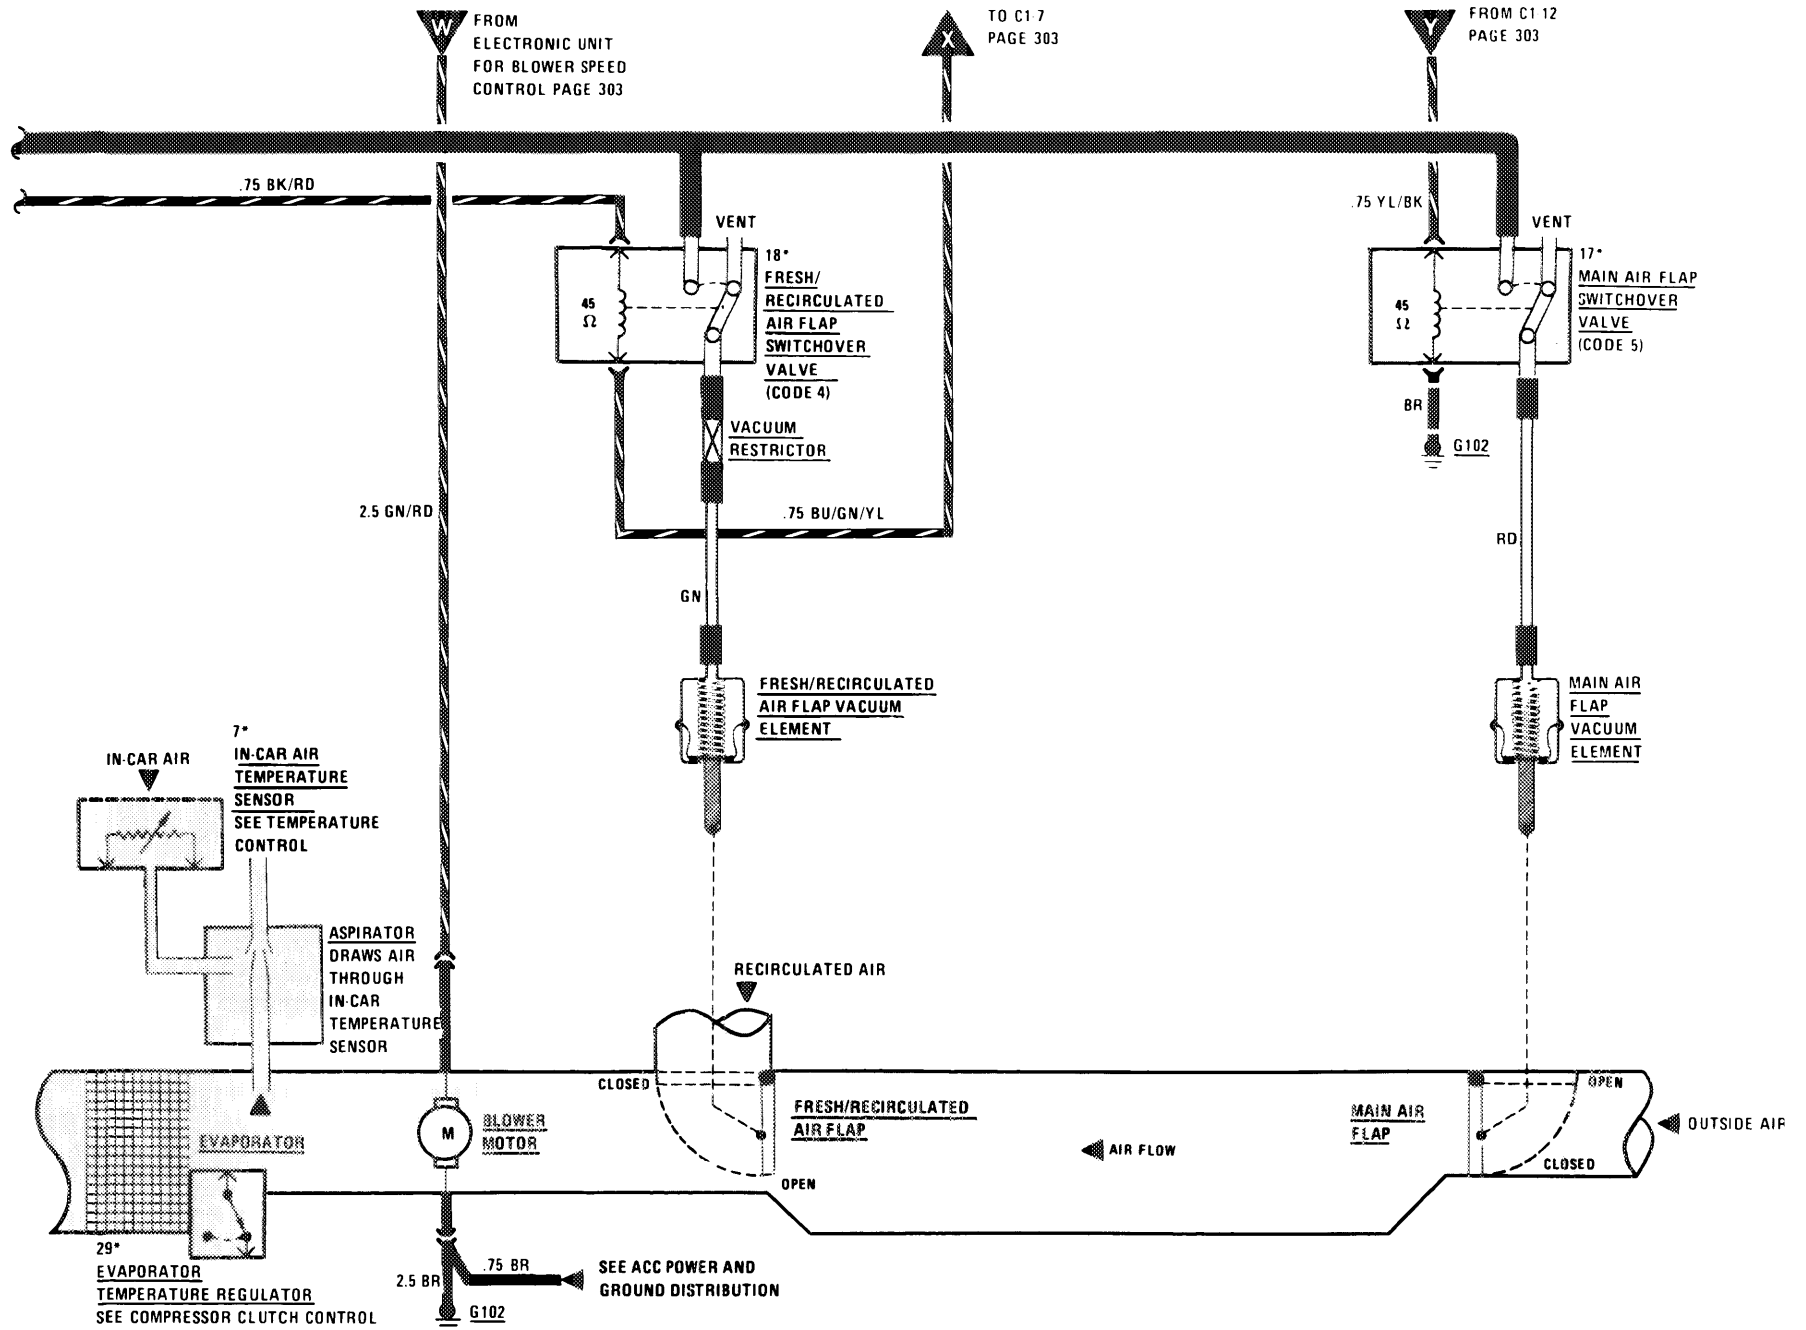 W
FROM
ELECTRONIC UNIT
FOR BLOWER SPEED
CONTROL PAGE 303
X
TO C1·7
PAGE 303
Y
FROM C1·12
PAGE 303
.75 BK/RD
VENT
.75 YL/BK
VENT
45
Ω
18*
FRESH/
RECIRCULATED
AIR FLAP
SWITCHOVER
VALVE
(CODE 4)
45
Ω
17*
MAIN AIR FLAP
SWITCHOVER
VALVE
(CODE 5)
BR
G102
VACUUM
RESTRICTOR
2.5 GN/RD
.75 BU/GN/YL
RD
GN
FRESH/RECIRCULATED
AIR FLAP VACUUM
ELEMENT
MAIN AIR
FLAP
VACUUM
ELEMENT
IN-CAR AIR
7*
IN-CAR AIR
TEMPERATURE
SENSOR
SEE TEMPERATURE
CONTROL
ASPIRATOR
DRAWS AIR
THROUGH
IN-CAR
TEMPERATURE
SENSOR
RECIRCULATED AIR
CLOSED
FRESH/RECIRCULATED
AIR FLAP
OPEN
AIR FLOW
MAIN AIR
FLAP
OPEN
CLOSED
OUTSIDE AIR
EVAPORATOR
M
BLOWER
MOTOR
29*
EVAPORATOR
TEMPERATURE REGULATOR
SEE COMPRESSOR CLUTCH CONTROL
2.5 BR
.75 BR
SEE ACC POWER AND
GROUND DISTRIBUTION
G102